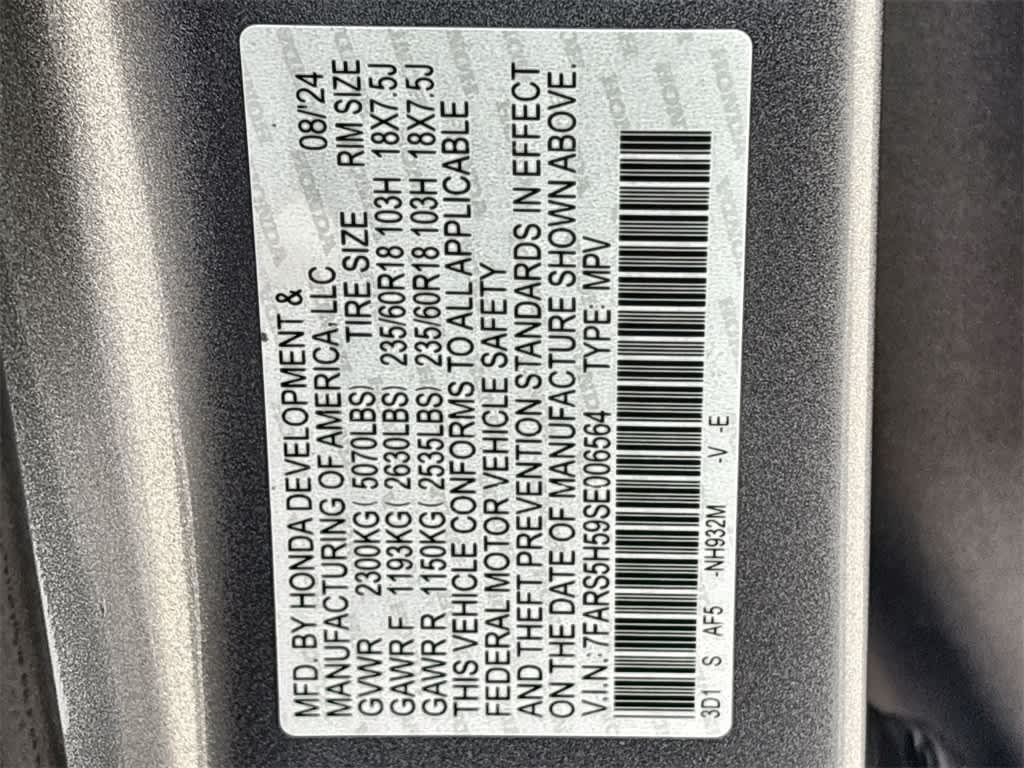 MFD. BY HONDA DEVELOPMENT &
MANUFACTURING OF AMERICA, LLC 08/'24
TIRE SIZE RIM SIZE
GVWR 2300KG ( 5070LBS)
GAWR F 1193KG ( 2630LBS) 235/60R18 103H 18X7.5J
GAWR R 1150KG ( 2535LBS) 235/60R18 103H 18X7.5J
THIS VEHICLE CONFORMS TO ALL APPLICABLE
FEDERAL MOTOR VEHICLE SAFETY
AND THEFT PREVENTION STANDARDS IN EFFECT
ON THE DATE OF MANUFACTURE SHOWN ABOVE.
V.I.N.: 7FARS5H59SE006564 TYPE: MPV
3D1 S AF5 -NH932M -V -E